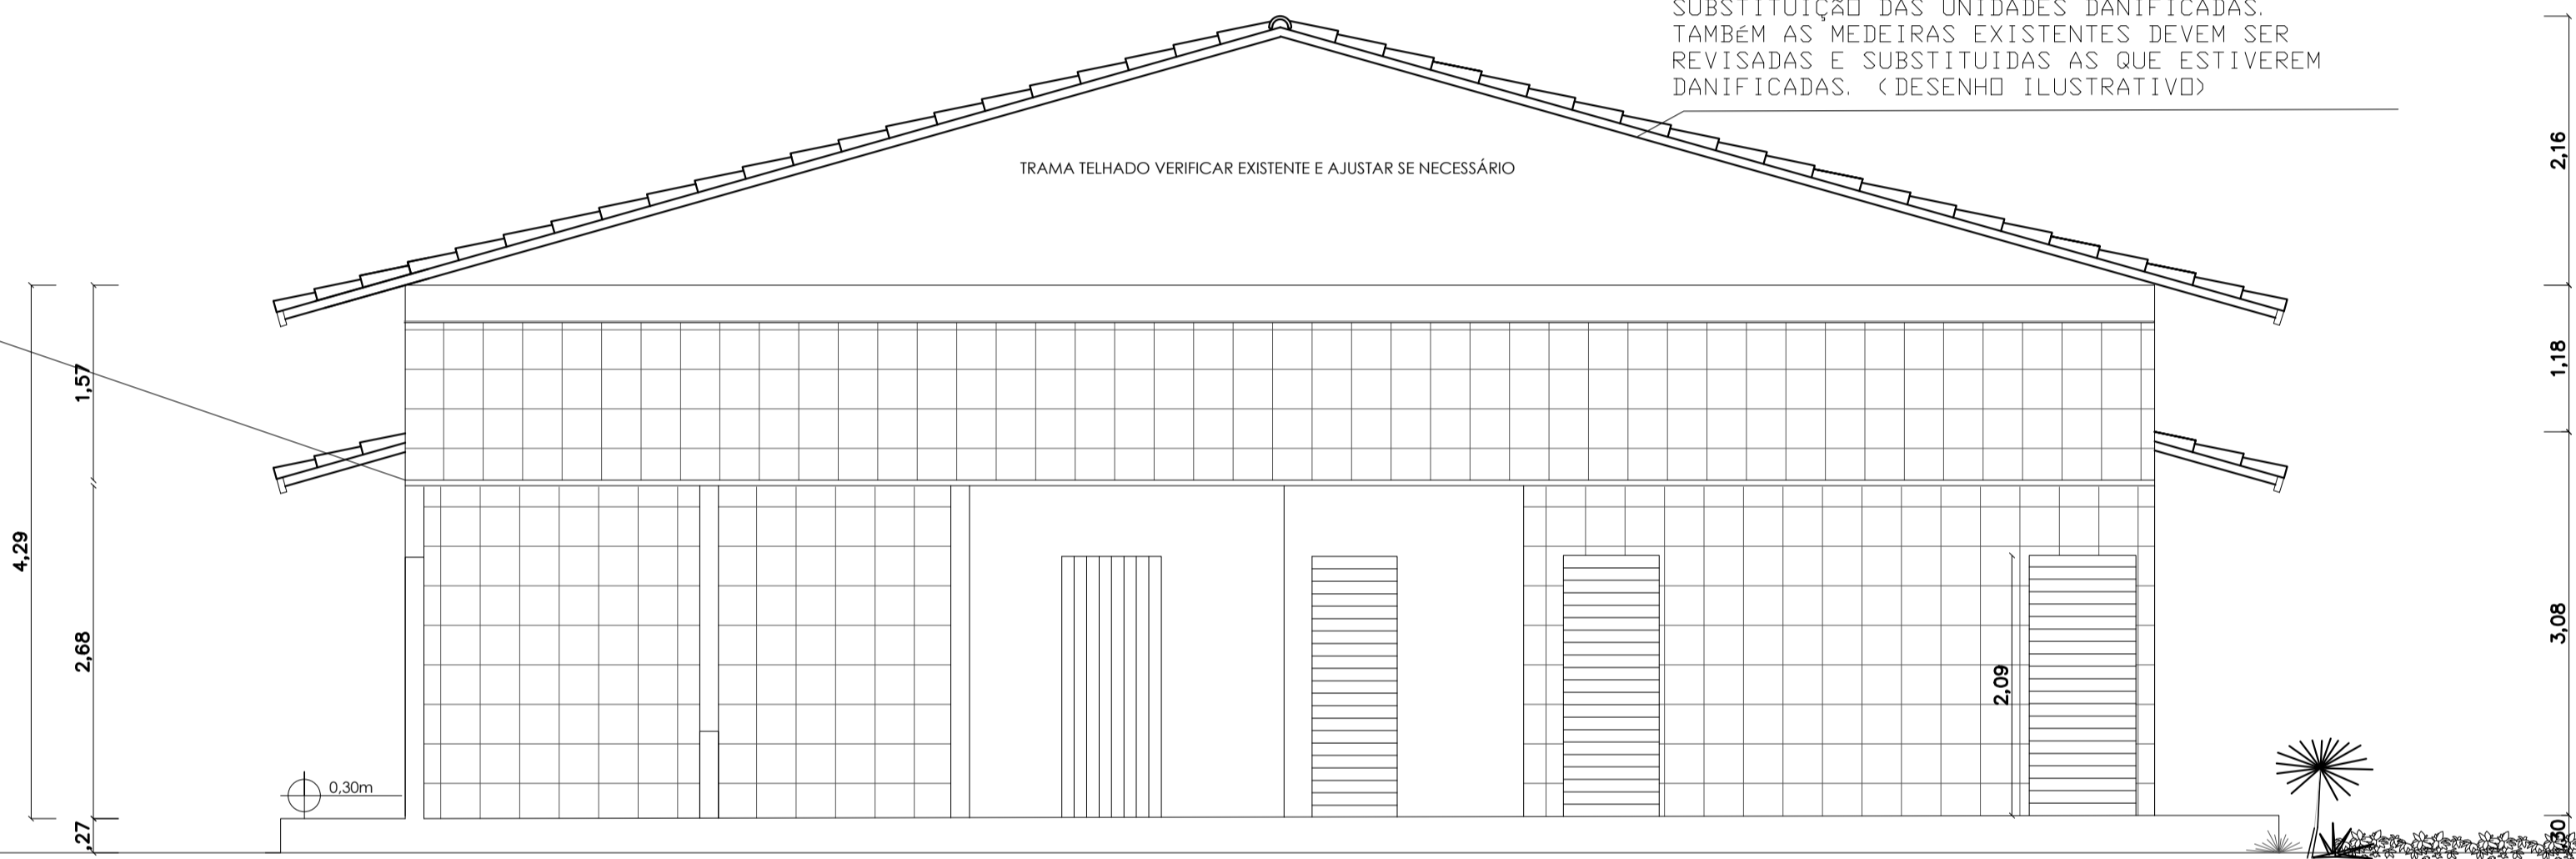 SUBSTITUIÇÃO DAS UNIDADES DANIFICADAS.
TAMBÉM AS MEDEIRAS EXISTENTES DEVEM SER
REVISADAS E SUBSTITUIDAS AS QUE ESTIVEREM
DANIFICADAS. (DESENHO ILUSTRATIVO)
TRAMA TELHADO VERIFICAR EXISTENTE E AJUSTAR SE NECESSÁRIO
2,16
1,57
1,18
4,29
2,68
3,08
2,09
0,30m
,27
,30